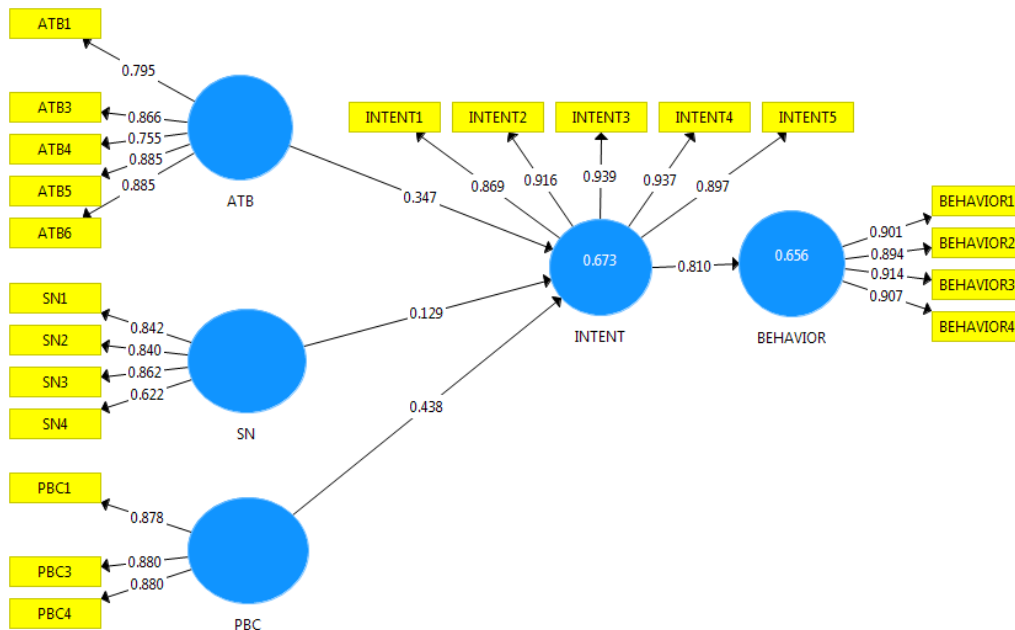 ATB1
0.795
ATB3
0.866
ATB4
0.755
ATB5
0.885
ATB6
0.885
ATB
0.347
SN1
0.842
SN2
0.840
SN3
0.862
SN4
0.622
SN
0.129
PBC1
0.878
PBC3
0.880
PBC4
0.880
PBC
0.438
INTENT1 INTENT2 INTENT3 INTENT4 INTENT5
0.869 0.916 0.939 0.937 0.897
0.673
INTENT
0.810
0.656
BEHAVIOR
BEHAVIOR1
0.901
BEHAVIOR2
0.894
BEHAVIOR3
0.914
BEHAVIOR4
0.907